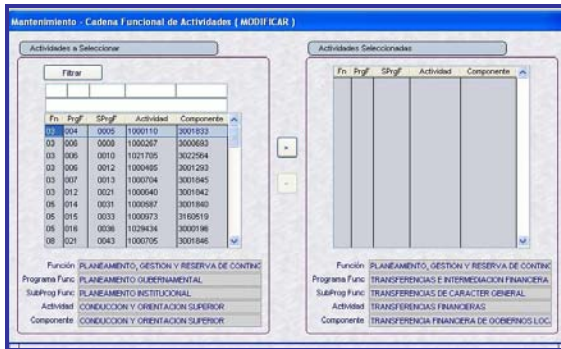 Mantenimiento - Cadena Funcional de Actividades ( MODIFICAR )
Actividades a Seleccionar
Filtrar
Fn PrgF SPrgF Actividad Componente
03 004 0005 1000110 3001833
03 006 0008 1000267 3000693
03 006 0010 1021705 3022564
03 006 0012 1000485 3001293
03 007 0013 1000704 3001845
03 012 0021 1000640 3001842
05 014 0031 1000587 3001840
05 015 0033 1000973 3160519
05 016 0036 1029434 3000196
08 021 0043 1000705 3001846
Función PLANEAMIENTO, GESTION Y RESERVA DE CONTINC
Programa Func PLANEAMIENTO GUBERNAMENTAL
SubProg Func PLANEAMIENTO INSTITUCIONAL
Actividad CONDUCCION Y ORIENTACION SUPERIOR
Componente CONDUCCION Y ORIENTACION SUPERIOR
Actividades Seleccionadas
Fn PrgF SPrgF Actividad Componente
Función PLANEAMIENTO, GESTION Y RESERVA DE CONTINC
Programa Func TRANSFERENCIAS E INTERMEDIACION FINANCIERA
SubProg Func TRANSFERENCIAS DE CARACTER GENERAL
Actividad TRANSFERENCIAS FINANCIERAS
Componente TRANSFERENCIA FINANCIERA DE GOBIERNOS LOC